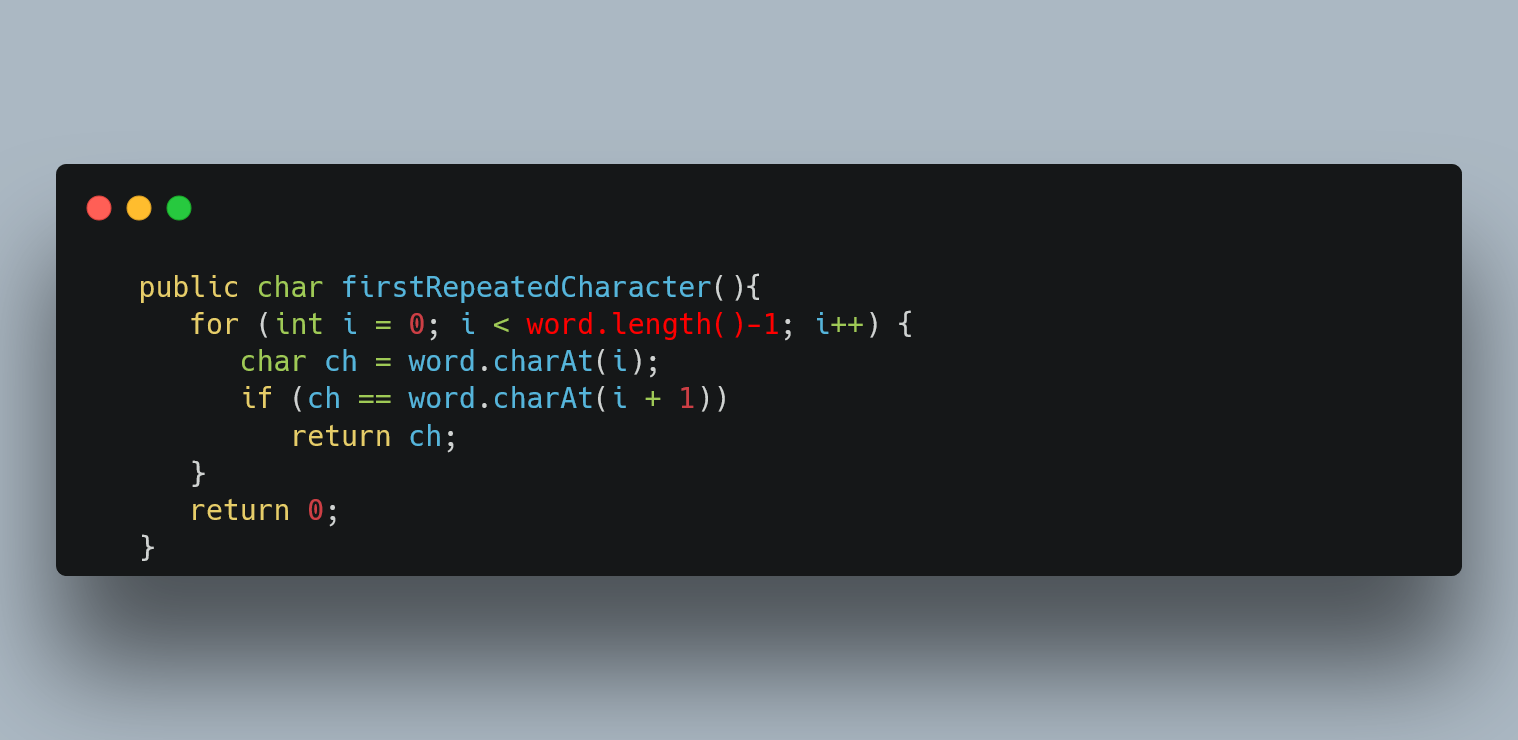 public char firstRepeatedCharacter(){
   for (int i = 0; i < word.length()-1; i++) {
      char ch = word.charAt(i);
      if (ch == word.charAt(i + 1))
         return ch;
   }
   return 0;
}